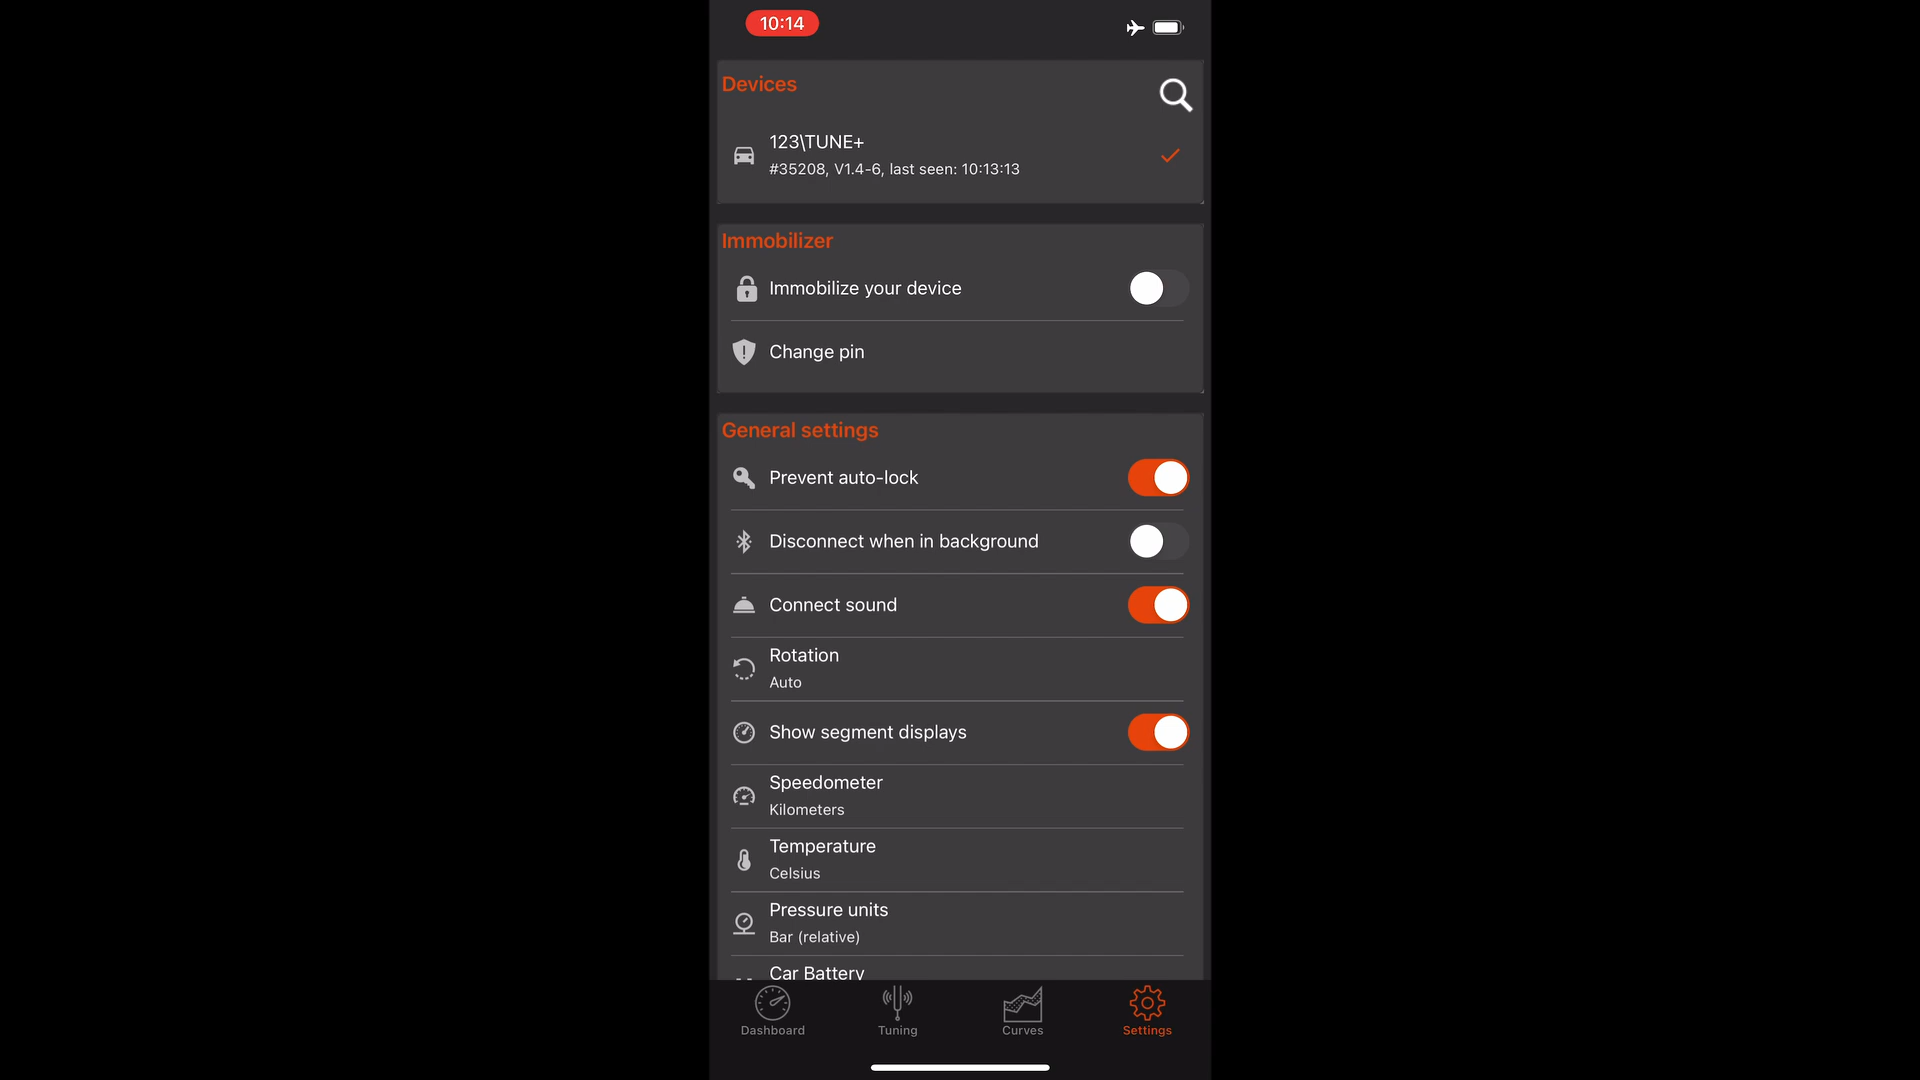 10:14
Devices
123\TUNE+
#35208, V1.4-6, last seen: 10:13:13
Immobilizer
Immobilize your device
Change pin
General settings
Prevent auto-lock
Disconnect when in background
Connect sound
Rotation
Auto
Show segment displays
Speedometer
Kilometers
Temperature
Celsius
Pressure units
Bar (relative)
Car Battery
Dashboard
Tuning
Curves
Settings